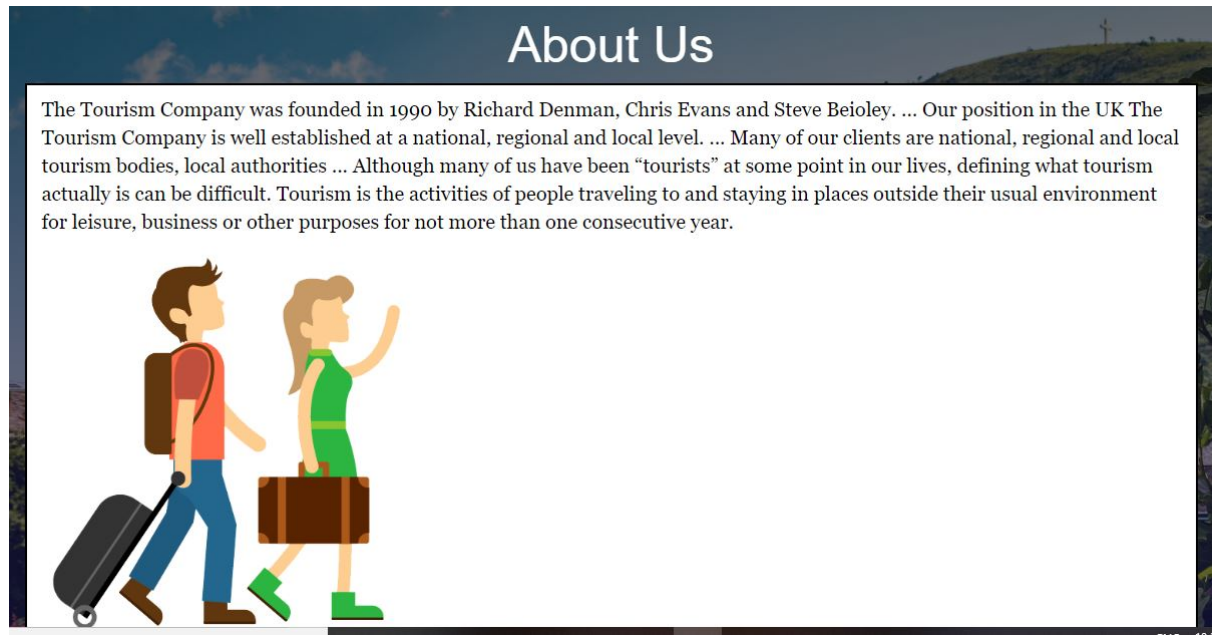 About Us
The Tourism Company was founded in 1990 by Richard Denman, Chris Evans and Steve Beioley. ... Our position in the UK The
Tourism Company is well established at a national, regional and local level. ... Many of our clients are national, regional and local
tourism bodies, local authorities ... Although many of us have been “tourists” at some point in our lives, defining what tourism
actually is can be difficult. Tourism is the activities of people traveling to and staying in places outside their usual environment
for leisure, business or other purposes for not more than one consecutive year.